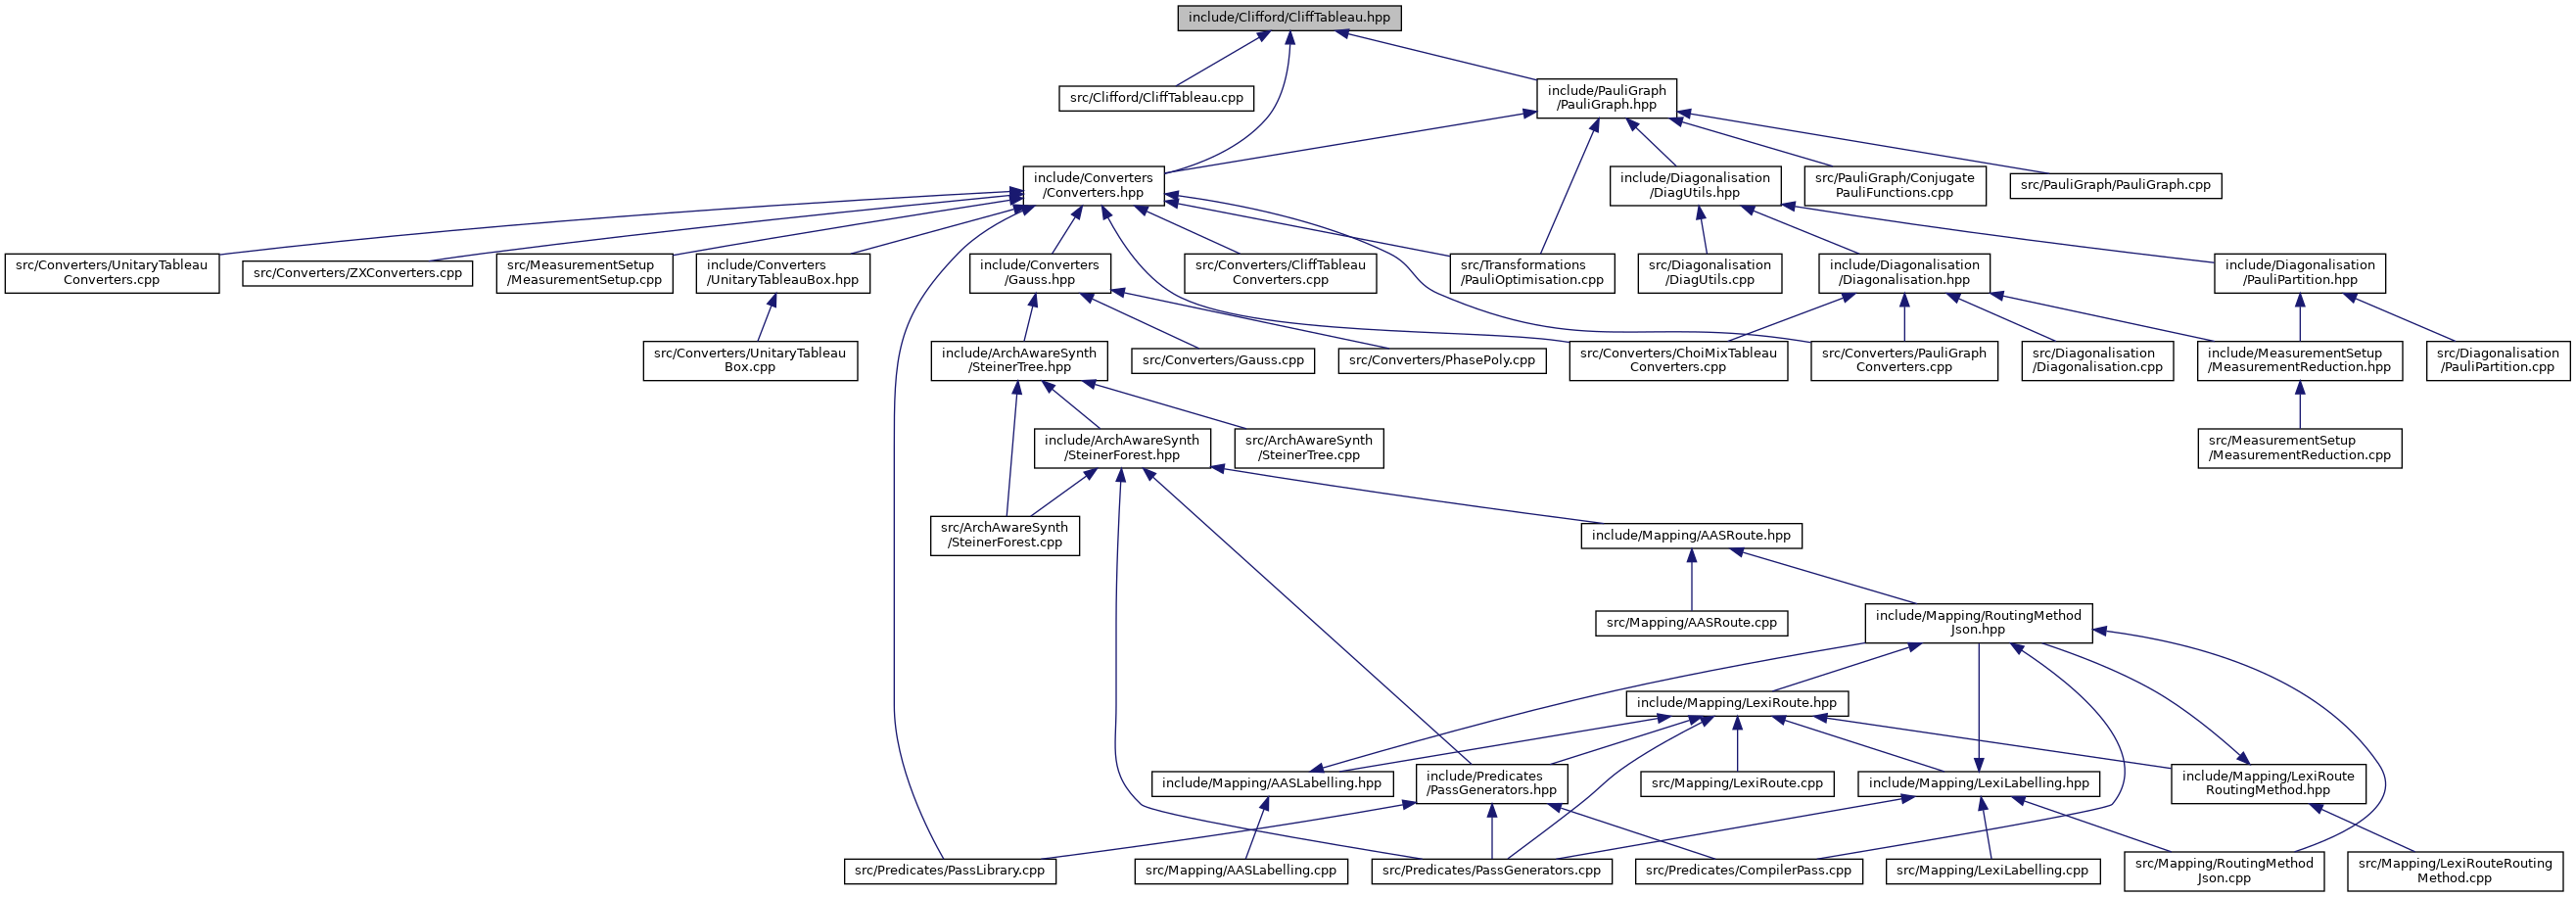 include/Clifford/CliffTableau.hpp
src/Clifford/CliffTableau.cpp
include/PauliGraph
/PauliGraph.hpp
include/Converters
/Converters.hpp
include/Diagonalisation
/DiagUtils.hpp
src/PauliGraph/Conjugate
PauliFunctions.cpp
src/PauliGraph/PauliGraph.cpp
src/Converters/UnitaryTableau
Converters.cpp
src/Converters/ZXConverters.cpp
src/MeasurementSetup
/MeasurementSetup.cpp
include/Converters
/UnitaryTableauBox.hpp
include/Converters
/Gauss.hpp
src/Converters/CliffTableau
Converters.cpp
src/Transformations
/PauliOptimisation.cpp
src/Diagonalisation
/DiagUtils.cpp
include/Diagonalisation
/Diagonalisation.hpp
include/Diagonalisation
/PauliPartition.hpp
src/Converters/UnitaryTableau
Box.cpp
include/ArchAwareSynth
/SteinerTree.hpp
src/Converters/Gauss.cpp
src/Converters/PhasePoly.cpp
src/Converters/ChoiMixTableau
Converters.cpp
src/Converters/PauliGraph
Converters.cpp
src/Diagonalisation
/Diagonalisation.cpp
include/MeasurementSetup
/MeasurementReduction.hpp
src/Diagonalisation
/PauliPartition.cpp
include/ArchAwareSynth
/SteinerForest.hpp
src/ArchAwareSynth
/SteinerTree.cpp
src/MeasurementSetup
/MeasurementReduction.cpp
src/ArchAwareSynth
/SteinerForest.cpp
include/Mapping/AASRoute.hpp
src/Mapping/AASRoute.cpp
include/Mapping/RoutingMethod
Json.hpp
include/Mapping/LexiRoute.hpp
include/Mapping/AASLabelling.hpp
include/Predicates
/PassGenerators.hpp
src/Mapping/LexiRoute.cpp
include/Mapping/LexiLabelling.hpp
include/Mapping/LexiRoute
RoutingMethod.hpp
src/Predicates/PassLibrary.cpp
src/Mapping/AASLabelling.cpp
src/Predicates/PassGenerators.cpp
src/Predicates/CompilerPass.cpp
src/Mapping/LexiLabelling.cpp
src/Mapping/RoutingMethod
Json.cpp
src/Mapping/LexiRouteRouting
Method.cpp